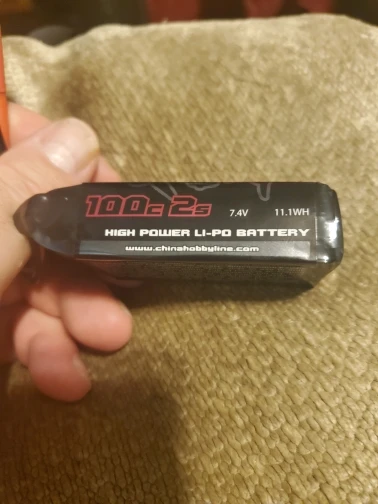 100c 2s 7.4V 11.1WH
HIGH POWER LI-PO BATTERY
www.chinahobbyline.com